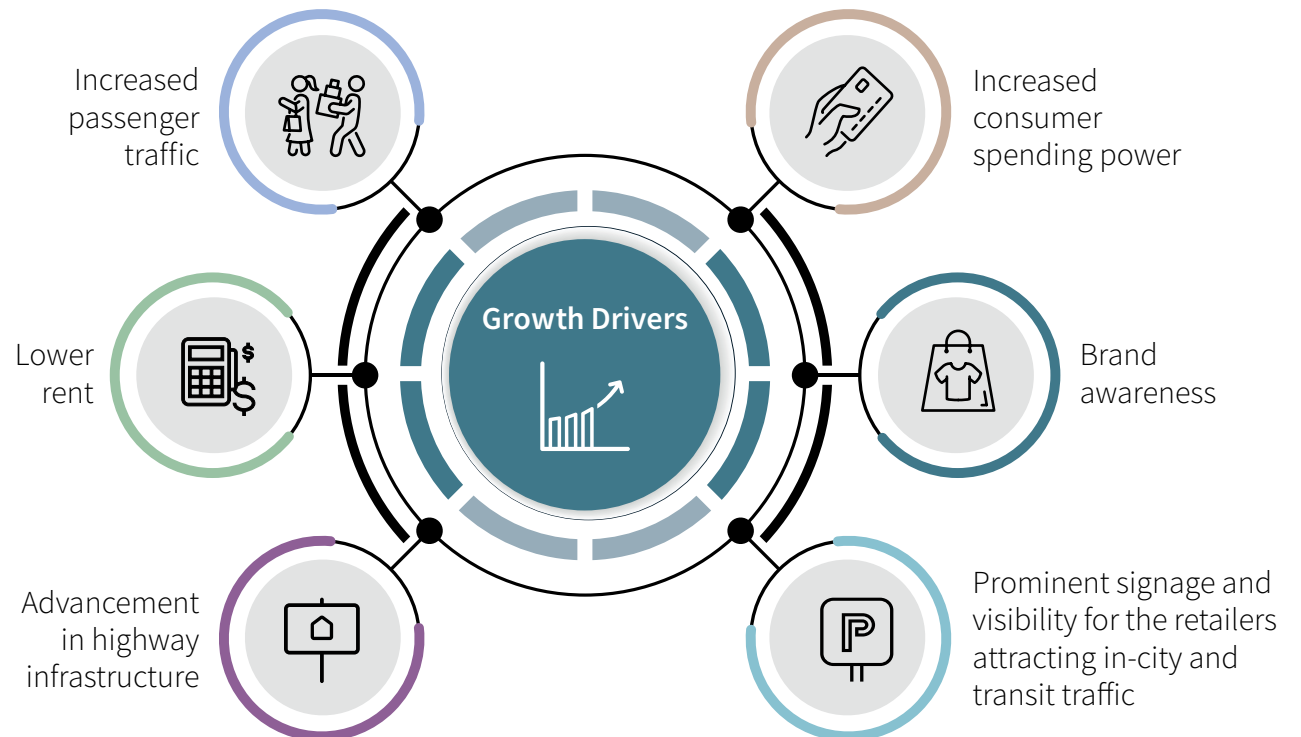 Increased
passenger
traffic
Increased
consumer
spending power
Growth Drivers
$
$
Lower
rent
Brand
awareness
Advancement
in highway
infrastructure
P
Prominent signage and
visibility for the retailers
attracting in-city and
transit traffic